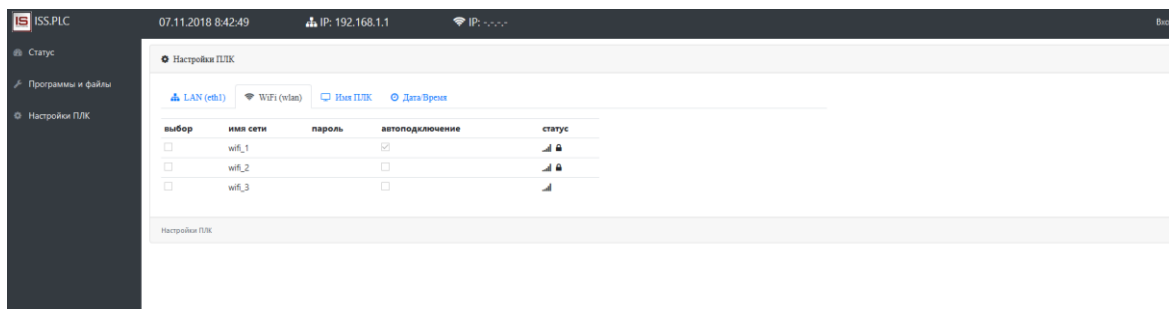 IS ISS.PLC 07.11.2018 8:42:49 IP: 192.168.1.1 IP: -.-.-.- Вхо
Статус
Программы и файлы
Настройки ПЛК
Настройки ПЛК
LAN (eth1) WiFi (wlan) Имя ПЛК Дата/Время
выбор имя сети пароль автоподключение статус
wifi_1
wifi_2
wifi_3
Настройки ПЛК